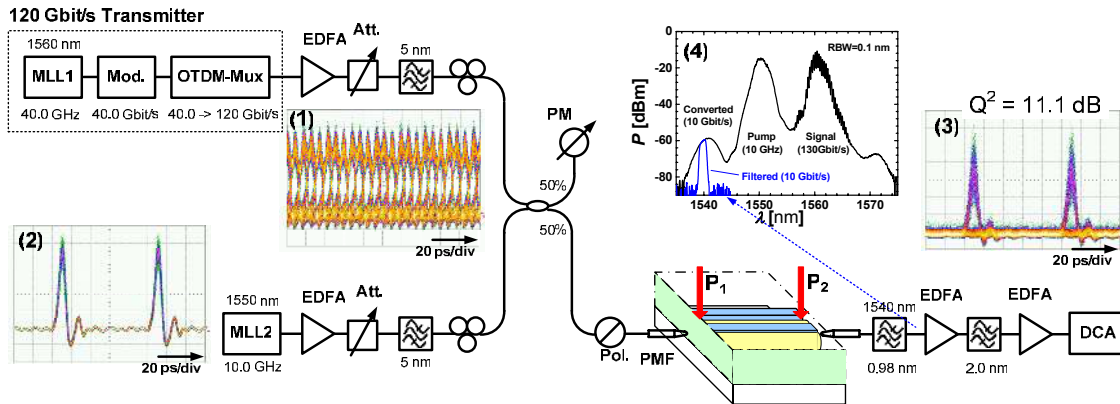 120 Gbit/s Transmitter
1560 nm
MLL1
Mod.
OTDM-Mux
40.0 GHz
40.0 Gbit/s
40.0 -> 120 Gbit/s
EDFA
Att.
5 nm
(1)
20 ps/div
PM
50%
50%
(4)
RBW=0.1 nm
0
-20
-40
-60
-80
P [dBm]
Converted
(10 Gbit/s)
Pump
(10 GHz)
Signal
(130Gbit/s)
Filtered (10 Gbit/s)
1540
1550
1560
1570
λ [nm]
Q² = 11.1 dB
(3)
20 ps/div
(2)
20 ps/div
1550 nm
MLL2
10.0 GHz
EDFA
Att.
5 nm
Pol.
PMF
P₁
P₂
1540 nm
0.98 nm
EDFA
2.0 nm
EDFA
DCA